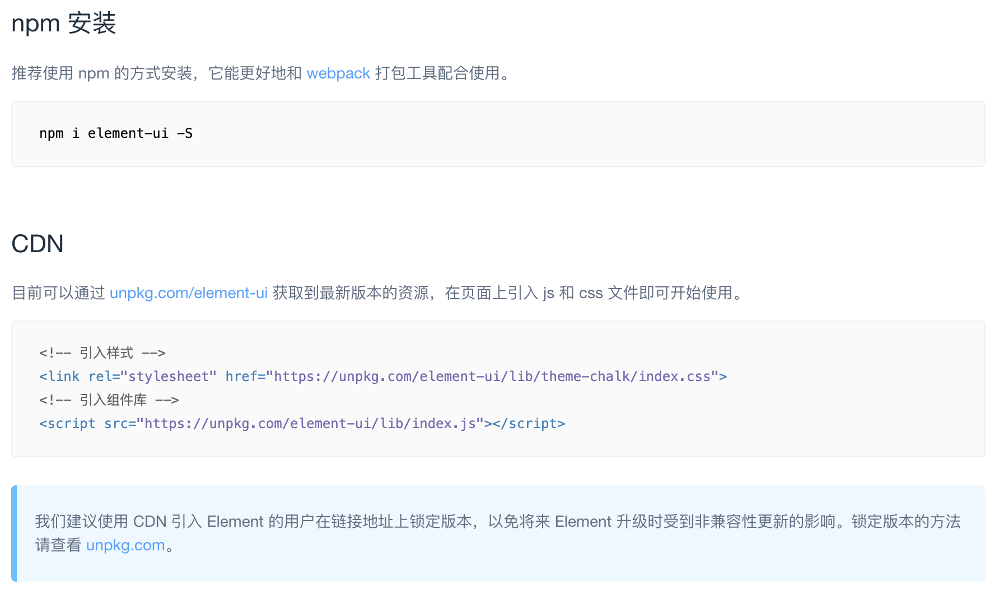 npm 安装
推荐使用 npm 的方式安装，它能更好地和 webpack 打包工具配合使用。
npm i element-ui -S
CDN
目前可以通过 unpkg.com/element-ui 获取到最新版本的资源，在页面上引入 js 和 css 文件即可开始使用。
<!-- 引入样式 -->
<link rel="stylesheet" href="https://unpkg.com/element-ui/lib/theme-chalk/index.css">
<!-- 引入组件库 -->
<script src="https://unpkg.com/element-ui/lib/index.js"></script>
我们建议使用 CDN 引入 Element 的用户在链接地址上锁定版本，以免将来 Element 升级时受到非兼容性更新的影响。锁定版本的方法
请查看 unpkg.com。